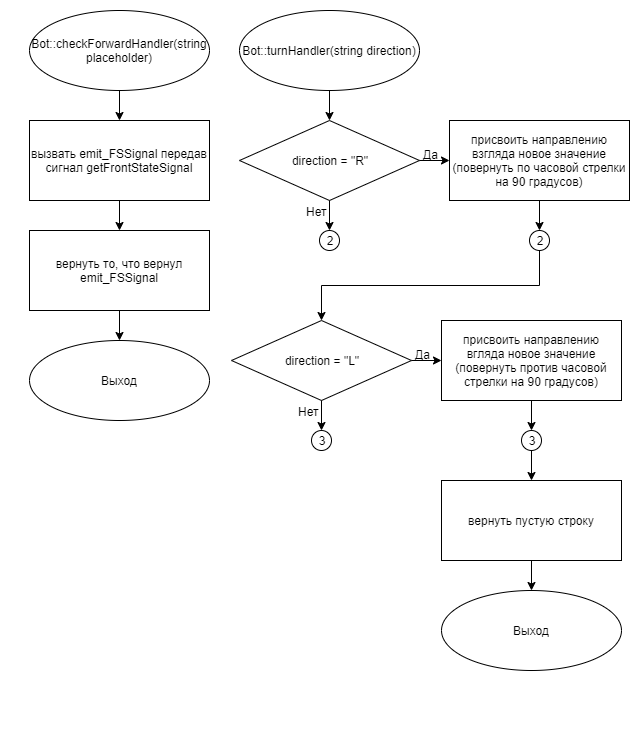 Bot::checkForwardHandler(string
placeholder)
вызвать emit_FSSignal передав
сигнал getFrontStateSignal
вернуть то, что вернул
emit_FSSignal
Выход
Bot::turnHandler(string direction)
direction = "R"
Да
присвоить направлению
взгляда новое значение
(повернуть по часовой стрелки
на 90 градусов)
Нет
2
2
direction = "L"
Да
присвоить направлению
вгляда новое значение
(повернуть против часовой
стрелки на 90 градусов)
Нет
3
3
вернуть пустую строку
Выход